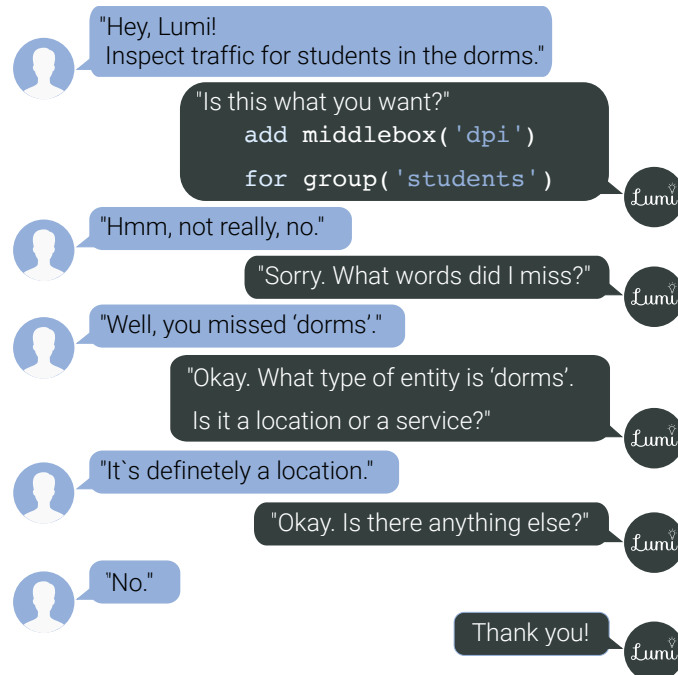 "Hey, Lumi!
Inspect traffic for students in the dorms."
"Is this what you want?"
add middlebox('dpi')
for group('students')
Lumi
"Hmm, not really, no."
"Sorry. What words did I miss?"
Lumi
"Well, you missed ‘dorms’."
"Okay. What type of entity is ‘dorms’.
Is it a location or a service?"
Lumi
"It`s definetely a location."
"Okay. Is there anything else?"
Lumi
"No."
Thank you!
Lumi